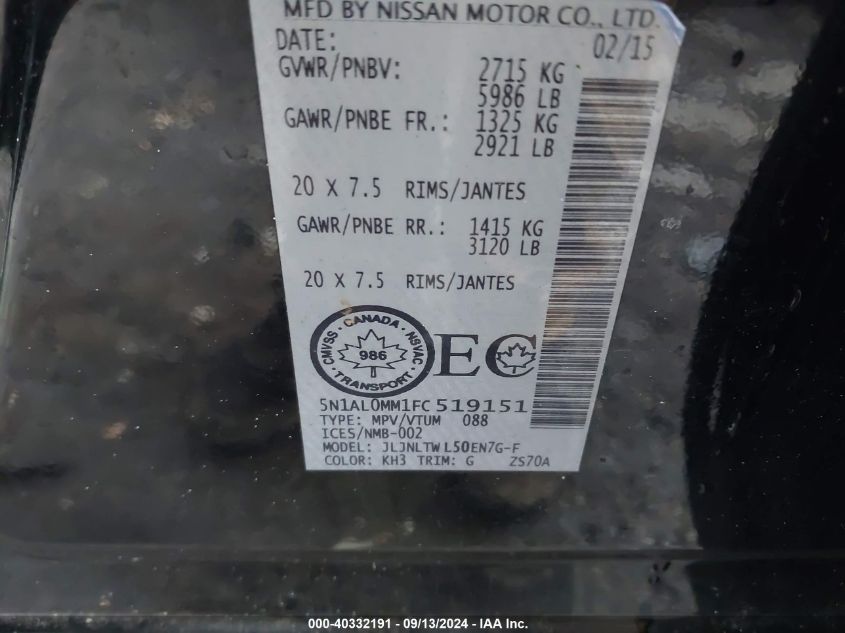 MFD BY NISSAN MOTOR CO., LTD.
DATE: 02/15
GVWR/PNBV: 2715 KG
5986 LB
GAWR/PNBE FR.: 1325 KG
2921 LB
20 X 7.5 RIMS/JANTES
GAWR/PNBE RR.: 1415 KG
3120 LB
20 X 7.5 RIMS/JANTES
CMVSS · CANADA · NSVAC · TRANSPORT ·
986
EC
5N1AL0MM1FC519151
TYPE: MPV/VTUM 088
ICES/NMB-002
MODEL: JLJNLTWL50EN7G-F
COLOR: KH3 TRIM: G ZS70A
000-40332191 - 09/13/2024 - IAA Inc.